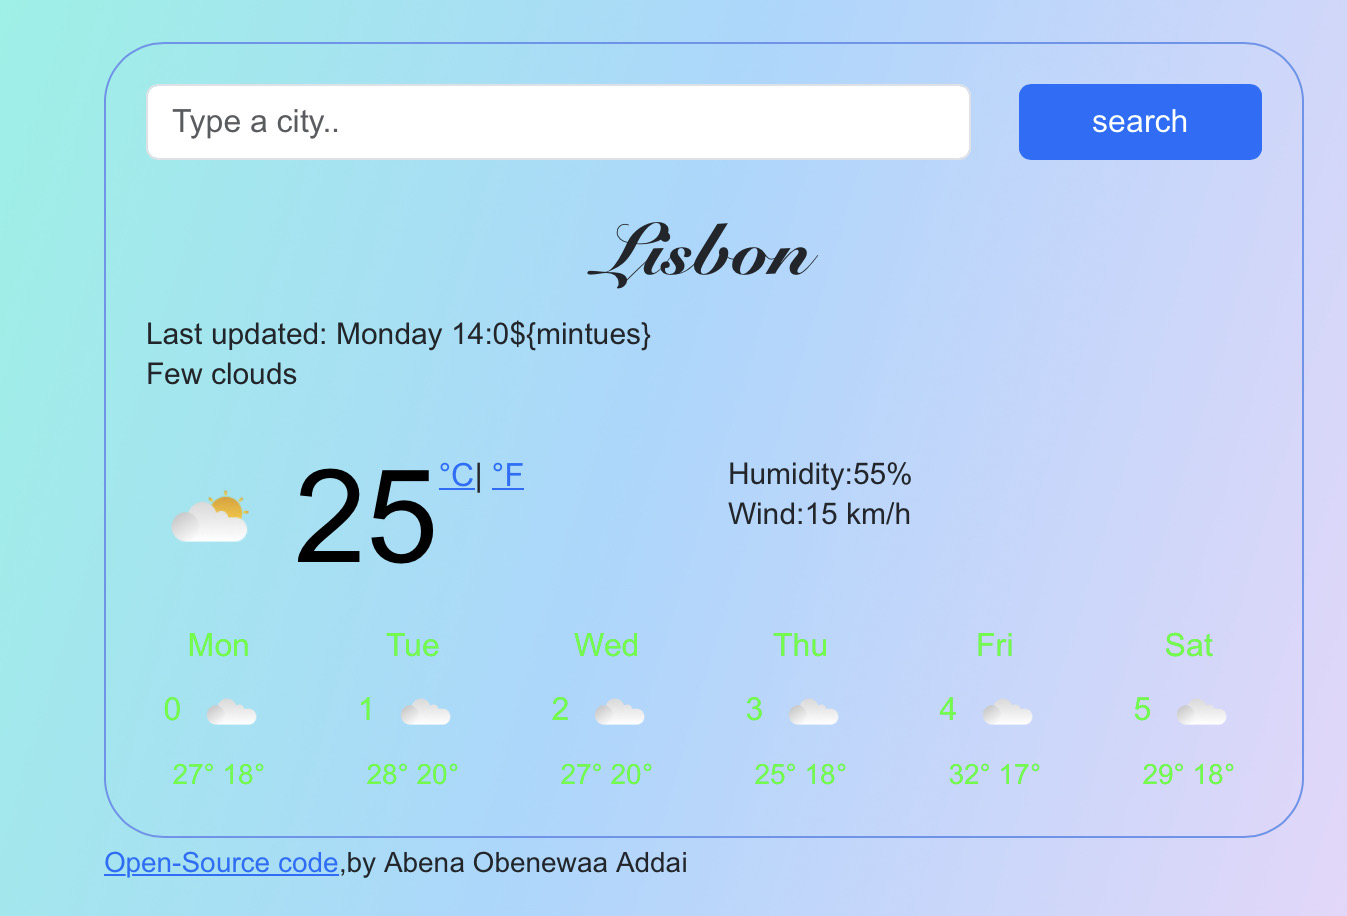 Type a city..
search
Lisbon
Last updated: Monday 14:0${mintues}
Few clouds
25 °C| °F
Humidity:55%
Wind:15 km/h
Mon Tue Wed Thu Fri Sat
0 1 2 3 4 5
27° 18° 28° 20° 27° 20° 25° 18° 32° 17° 29° 18°
Open-Source code,by Abena Obenewaa Addai